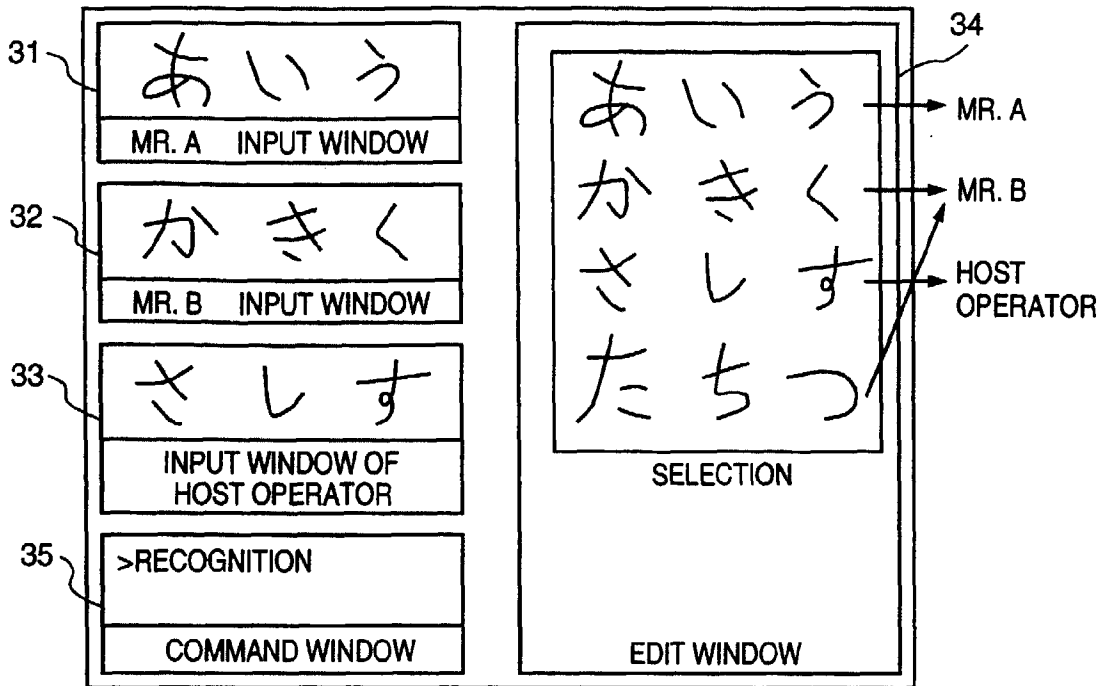 31
あ い う
MR. A INPUT WINDOW
32
か き く
MR. B INPUT WINDOW
33
さ し す
INPUT WINDOW OF
HOST OPERATOR
35
>RECOGNITION
COMMAND WINDOW
34
あ い う
MR. A
か き く
MR. B
さ し す
HOST
OPERATOR
た ち つ
SELECTION
EDIT WINDOW